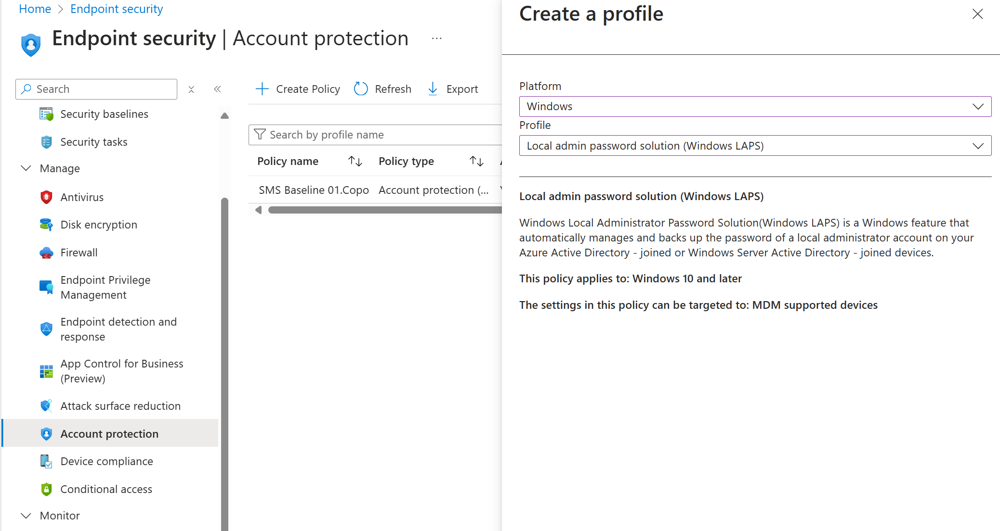 Home > Endpoint security
Endpoint security | Account protection ...
Search
Security baselines
Security tasks
Manage
Antivirus
Disk encryption
Firewall
Endpoint Privilege
Management
Endpoint detection and
response
App Control for Business
(Preview)
Attack surface reduction
Account protection
Device compliance
Conditional access
Monitor
Create Policy Refresh Export
Search by profile name
Policy name Policy type
SMS Baseline 01.Copo Account protection (...
Create a profile
Platform
Windows
Profile
Local admin password solution (Windows LAPS)
Local admin password solution (Windows LAPS)
Windows Local Administrator Password Solution(Windows LAPS) is a Windows feature that
automatically manages and backs up the password of a local administrator account on your
Azure Active Directory - joined or Windows Server Active Directory - joined devices.
This policy applies to: Windows 10 and later
The settings in this policy can be targeted to: MDM supported devices